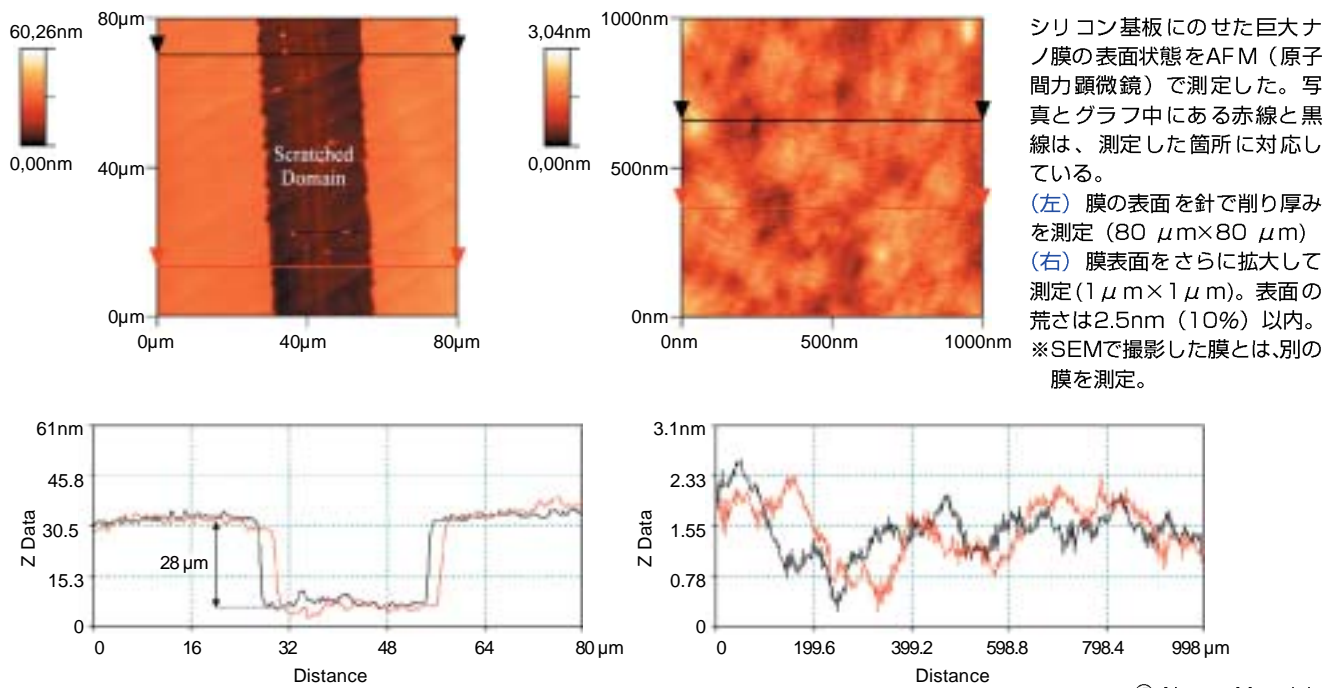 60,26nm
0,00nm
80μm
40μm
0μm
Scratched
Domain
0μm
40μm
80μm
3,04nm
0,00nm
1000nm
500nm
0nm
0nm
500nm
1000nm
シリコン基板にのせた巨大ナ
ノ膜の表面状態をAFM(原子
間力顕微鏡)で測定した。写
真とグラフ中にある赤線と黒
線は、測定した箇所に対応し
ている。
(左)膜の表面を針で削り厚み
を測定(80 μm×80 μm)
(右)膜表面をさらに拡大して
測定(1μm×1μm)。表面の
荒さは2.5nm(10%)以内。
※SEMで撮影した膜とは、別の
膜を測定。
61nm
45.8
30.5
15.3
0
Z Data
28 μm
0
16
32
48
64
80 μm
Distance
3.1nm
2.33
1.55
0.78
0
Z Data
0
199.6
399.2
598.8
798.4
998 μm
Distance